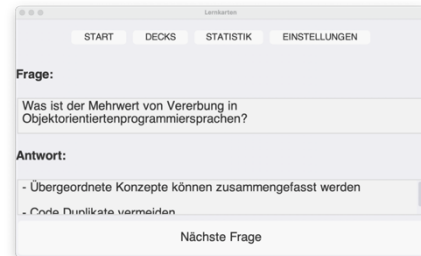 Lernkarten
START DECKS STATISTIK EINSTELLUNGEN
Frage:
Was ist der Mehrwert von Vererbung in
Objektorientiertenprogrammiersprachen?
Antwort:
- Übergeordnete Konzepte können zusammengefasst werden
- Code Duplikate vermeiden
Nächste Frage